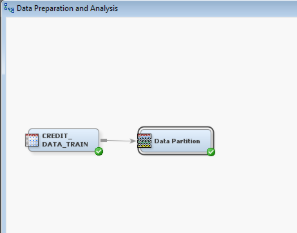 Data Preparation and Analysis
CREDIT_
DATA_TRAIN
Data Partition